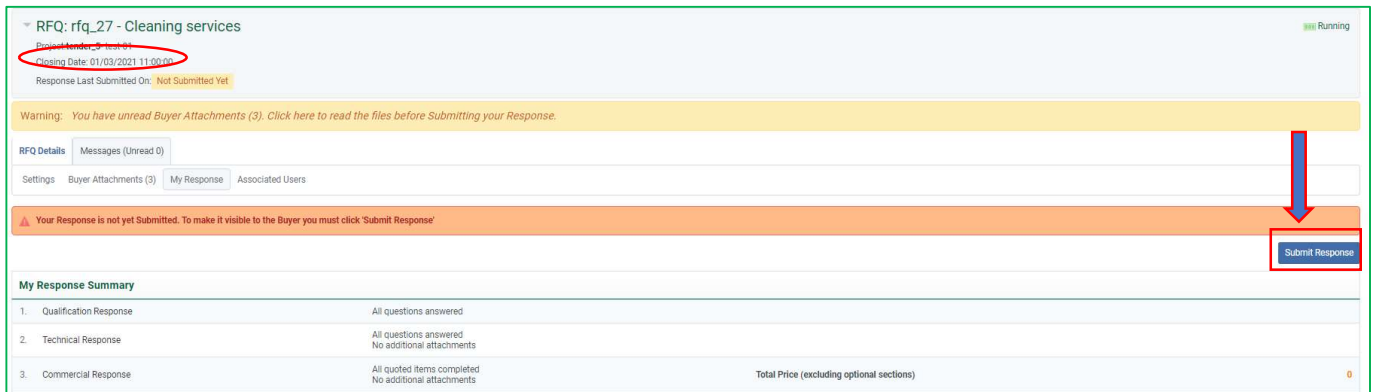 RFQ: rfq_27 - Cleaning services
Running
Project: tender_5 test 01
Closing Date: 01/03/2021 11:00:00
Response Last Submitted On: Not Submitted Yet
Warning: You have unread Buyer Attachments (3). Click here to read the files before Submitting your Response.
RFQ Details Messages (Unread 0)
Settings Buyer Attachments (3) My Response Associated Users
Your Response is not yet Submitted. To make it visible to the Buyer you must click 'Submit Response'
Submit Response
My Response Summary
1. Qualification Response All questions answered
2. Technical Response All questions answered
No additional attachments
3. Commercial Response All quoted items completed Total Price (excluding optional sections) 0
No additional attachments